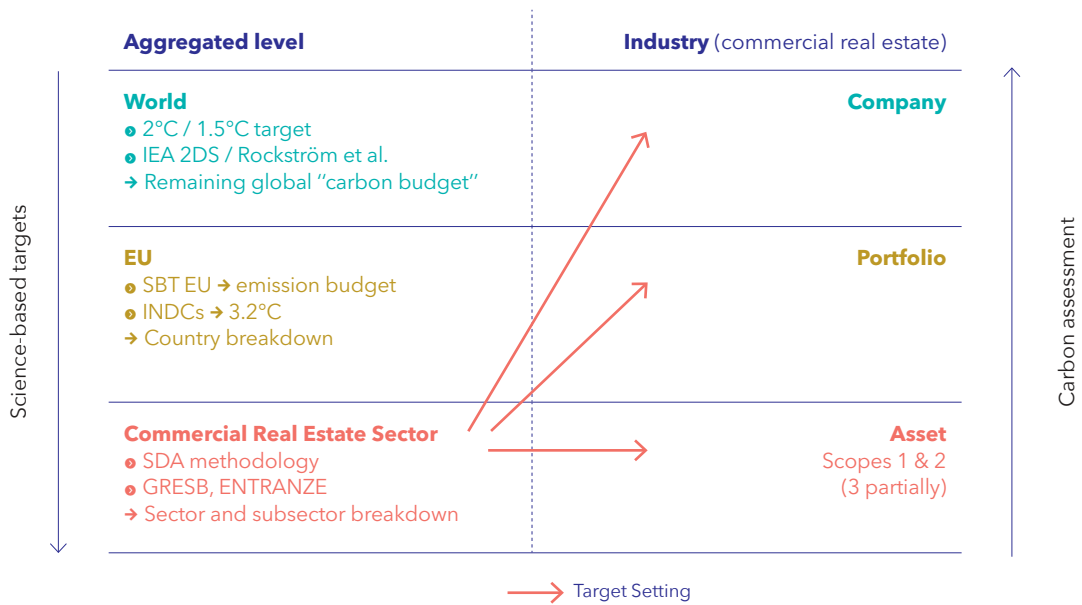 Aggregated level
Industry (commercial real estate)
Science-based targets
World
2°C / 1.5°C target
IEA 2DS / Rockström et al.
→ Remaining global "carbon budget"
Company
EU
SBT EU → emission budget
INDCs → 3.2°C
→ Country breakdown
Portfolio
Commercial Real Estate Sector
SDA methodology
GRESB, ENTRANZE
→ Sector and subsector breakdown
Asset
Scopes 1 & 2
(3 partially)
Carbon assessment
Target Setting